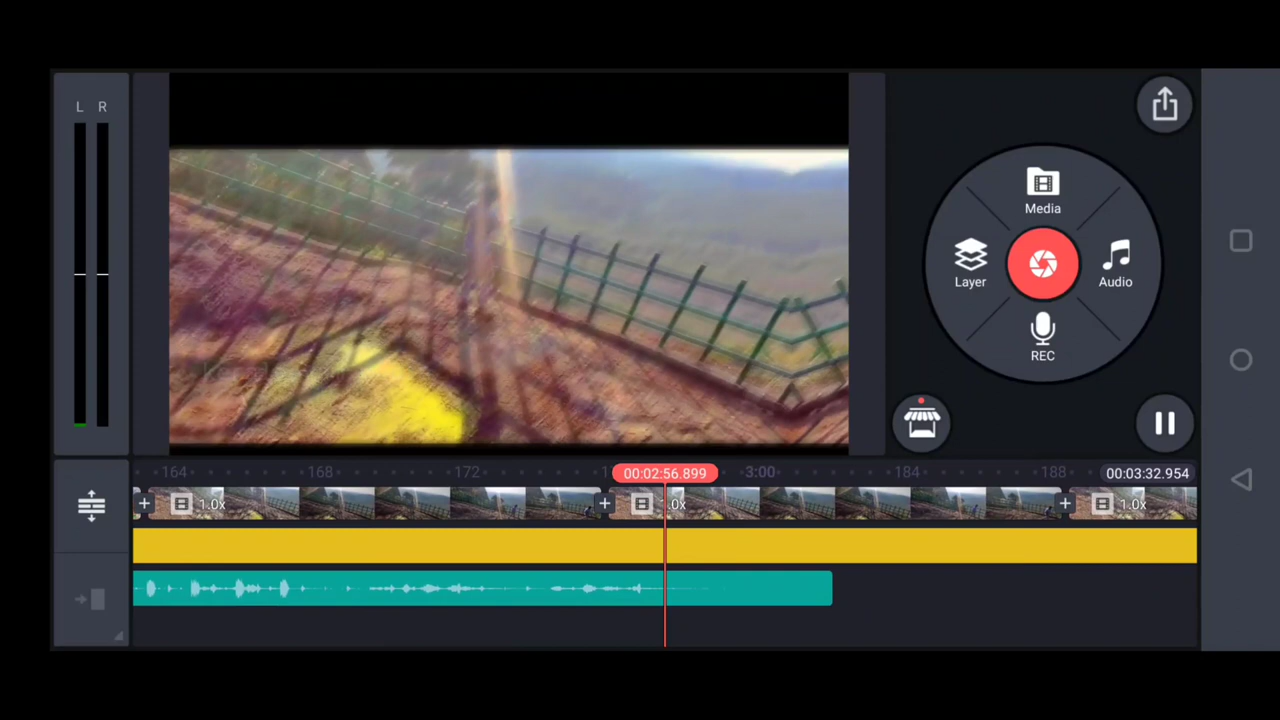 L R
Media
Layer
Audio
REC
164 168 172 00:02:56.899 3:00 184 188 00:03:32.954
1.0x
.0x
1.0x